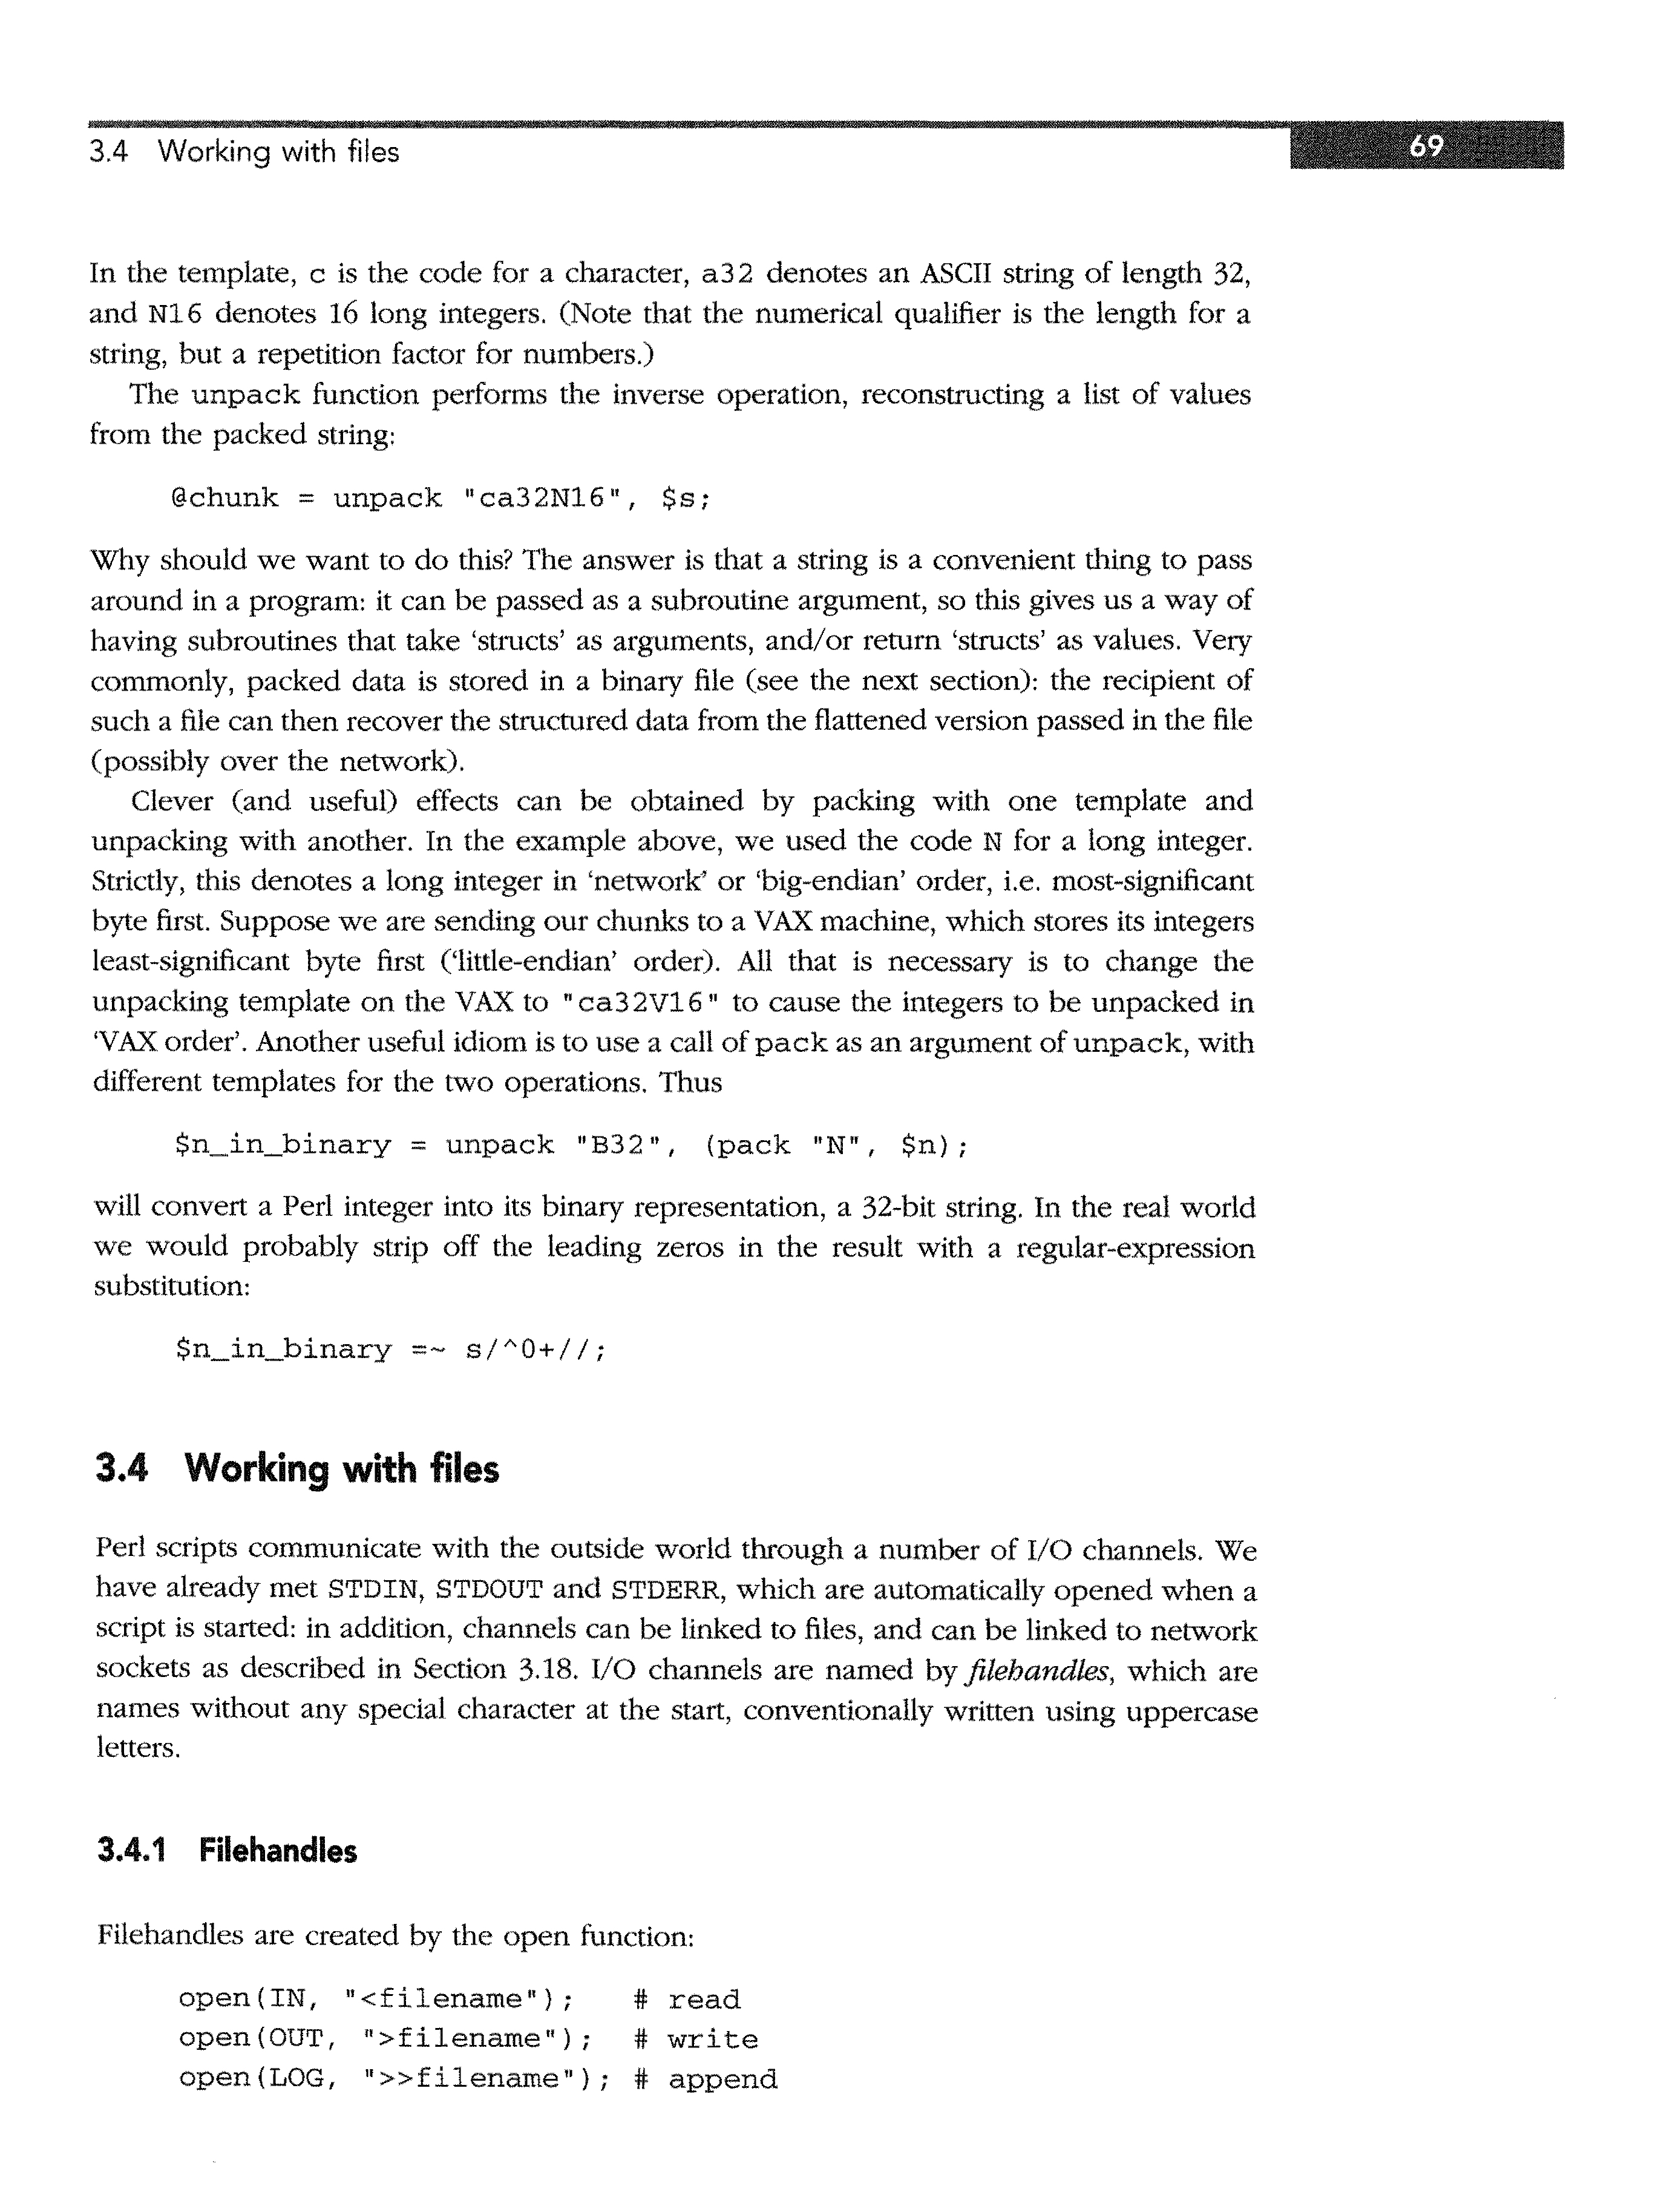 3.4 Working with files
69
In the template, c is the code for a character, a32 denotes an ASCII string of length 32,
and N16 denotes 16 long integers. (Note that the numerical qualifier is the length for a
string, but a repetition factor for numbers.)
The unpack function performs the inverse operation, reconstructing a list of values
from the packed string:
@chunk = unpack "ca32N16", $s;
Why should we want to do this? The answer is that a string is a convenient thing to pass
around in a program: it can be passed as a subroutine argument, so this gives us a way of
having subroutines that take ‘structs’ as arguments, and/or return ‘structs’ as values. Very
commonly, packed data is stored in a binary file (see the next section): the recipient of
such a file can then recover the structured data from the flattened version passed in the file
(possibly over the network).
Clever (and useful) effects can be obtained by packing with one template and
unpacking with another. In the example above, we used the code N for a long integer.
Strictly, this denotes a long integer in ‘network’ or ‘big-endian’ order, i.e. most-significant
byte first. Suppose we are sending our chunks to a VAX machine, which stores its integers
least-significant byte first (‘little-endian’ order). All that is necessary is to change the
unpacking template on the VAX to "ca32V16" to cause the integers to be unpacked in
‘VAX order’. Another useful idiom is to use a call of pack as an argument of unpack, with
different templates for the two operations. Thus
$n_in_binary = unpack "B32", (pack "N", $n);
will convert a Perl integer into its binary representation, a 32-bit string. In the real world
we would probably strip off the leading zeros in the result with a regular-expression
substitution:
$n_in_binary =~ s/^0+//;
3.4 Working with files
Perl scripts communicate with the outside world through a number of I/O channels. We
have already met STDIN, STDOUT and STDERR, which are automatically opened when a
script is started: in addition, channels can be linked to files, and can be linked to network
sockets as described in Section 3.18. I/O channels are named by filehandles, which are
names without any special character at the start, conventionally written using uppercase
letters.
3.4.1 Filehandles
Filehandles are created by the open function:
open(IN, "<filename"); # read
open(OUT, ">filename"); # write
open(LOG, ">>filename"); # append